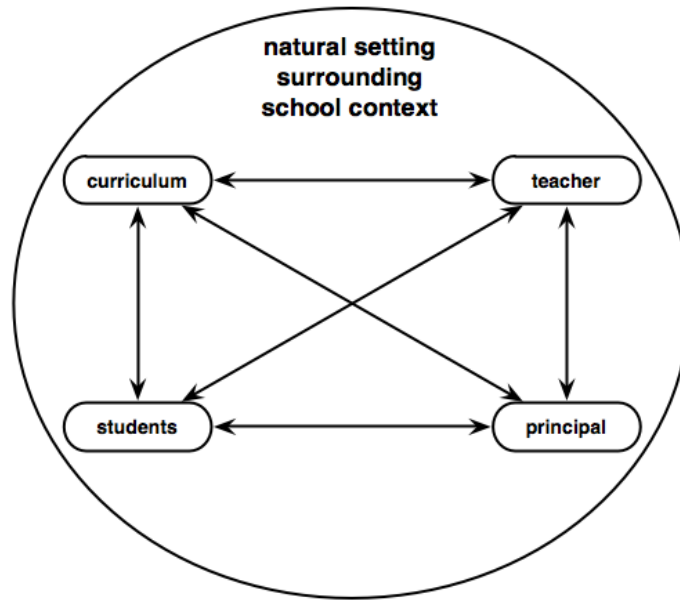 natural setting
surrounding
school context
curriculum
teacher
students
principal